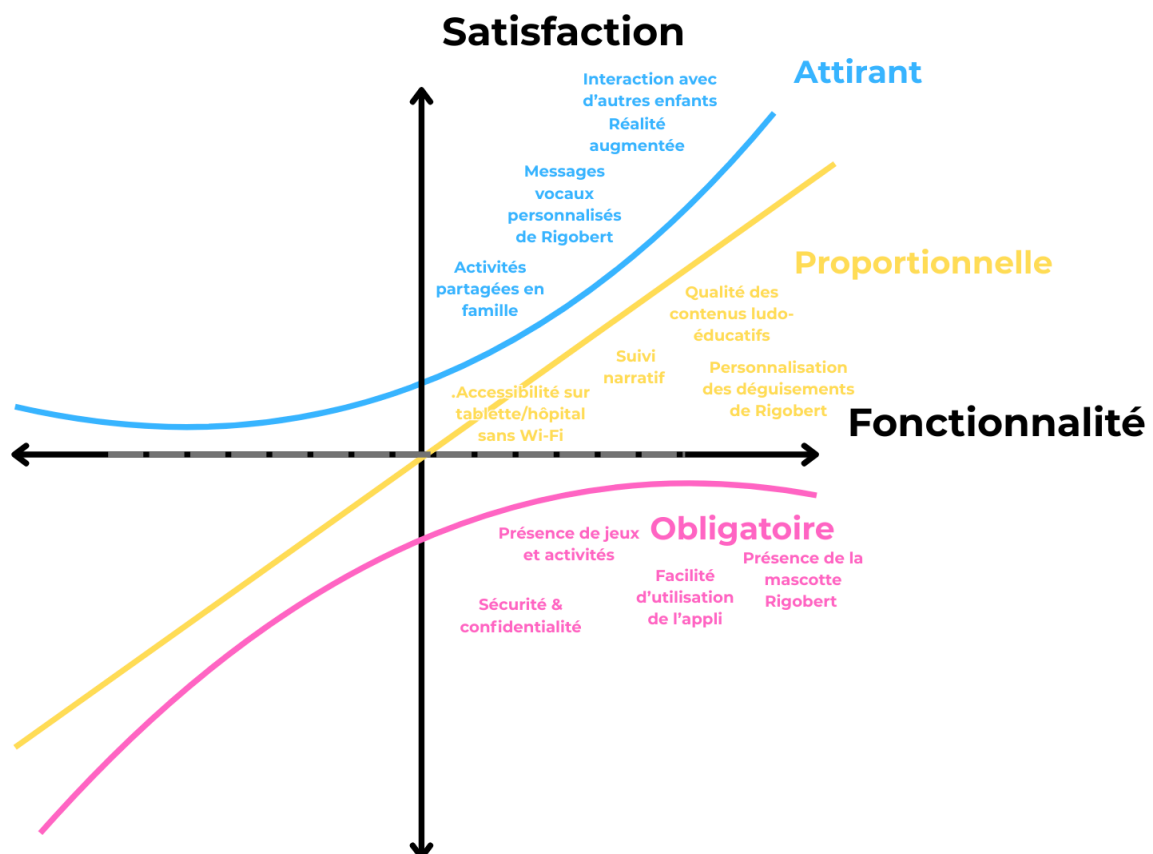 Satisfaction
Attirant
Interaction avec
d'autres enfants
Réalité
augmentée
Messages
vocaux
personnalisés
de Rigobert
Activités
partagées en
famille
Proportionnelle
Qualité des
contenus ludo-
éducatifs
Suivi
narratif
Personnalisation
des déguisements
de Rigobert
.Accessibilité sur
tablette/hôpital
sans Wi-Fi
Fonctionnalité
Obligatoire
Présence de jeux
et activités
Présence de la
mascotte
Rigobert
Facilité
d'utilisation
de l'appli
Sécurité &
confidentialité